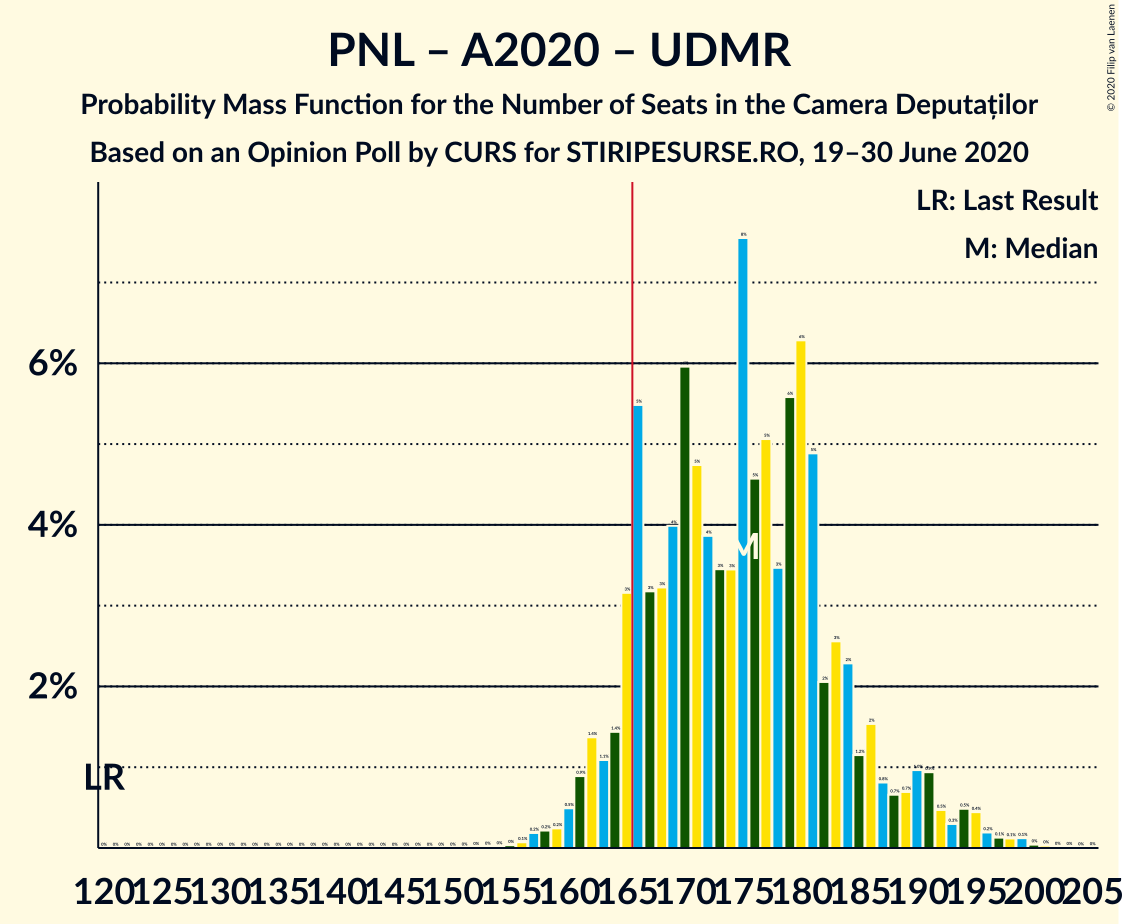 PNL – A2020 – UDMR
Probability Mass Function for the Number of Seats in the Camera Deputaților
Based on an Opinion Poll by CURS for STIRIPESURSE.RO, 19–30 June 2020
© 2020 Filip van Laenen
LR: Last Result
M: Median
6%
4%
2%
LR
M
120 125 130 135 140 145 150 155 160 165 170 175 180 185 190 195 200 205